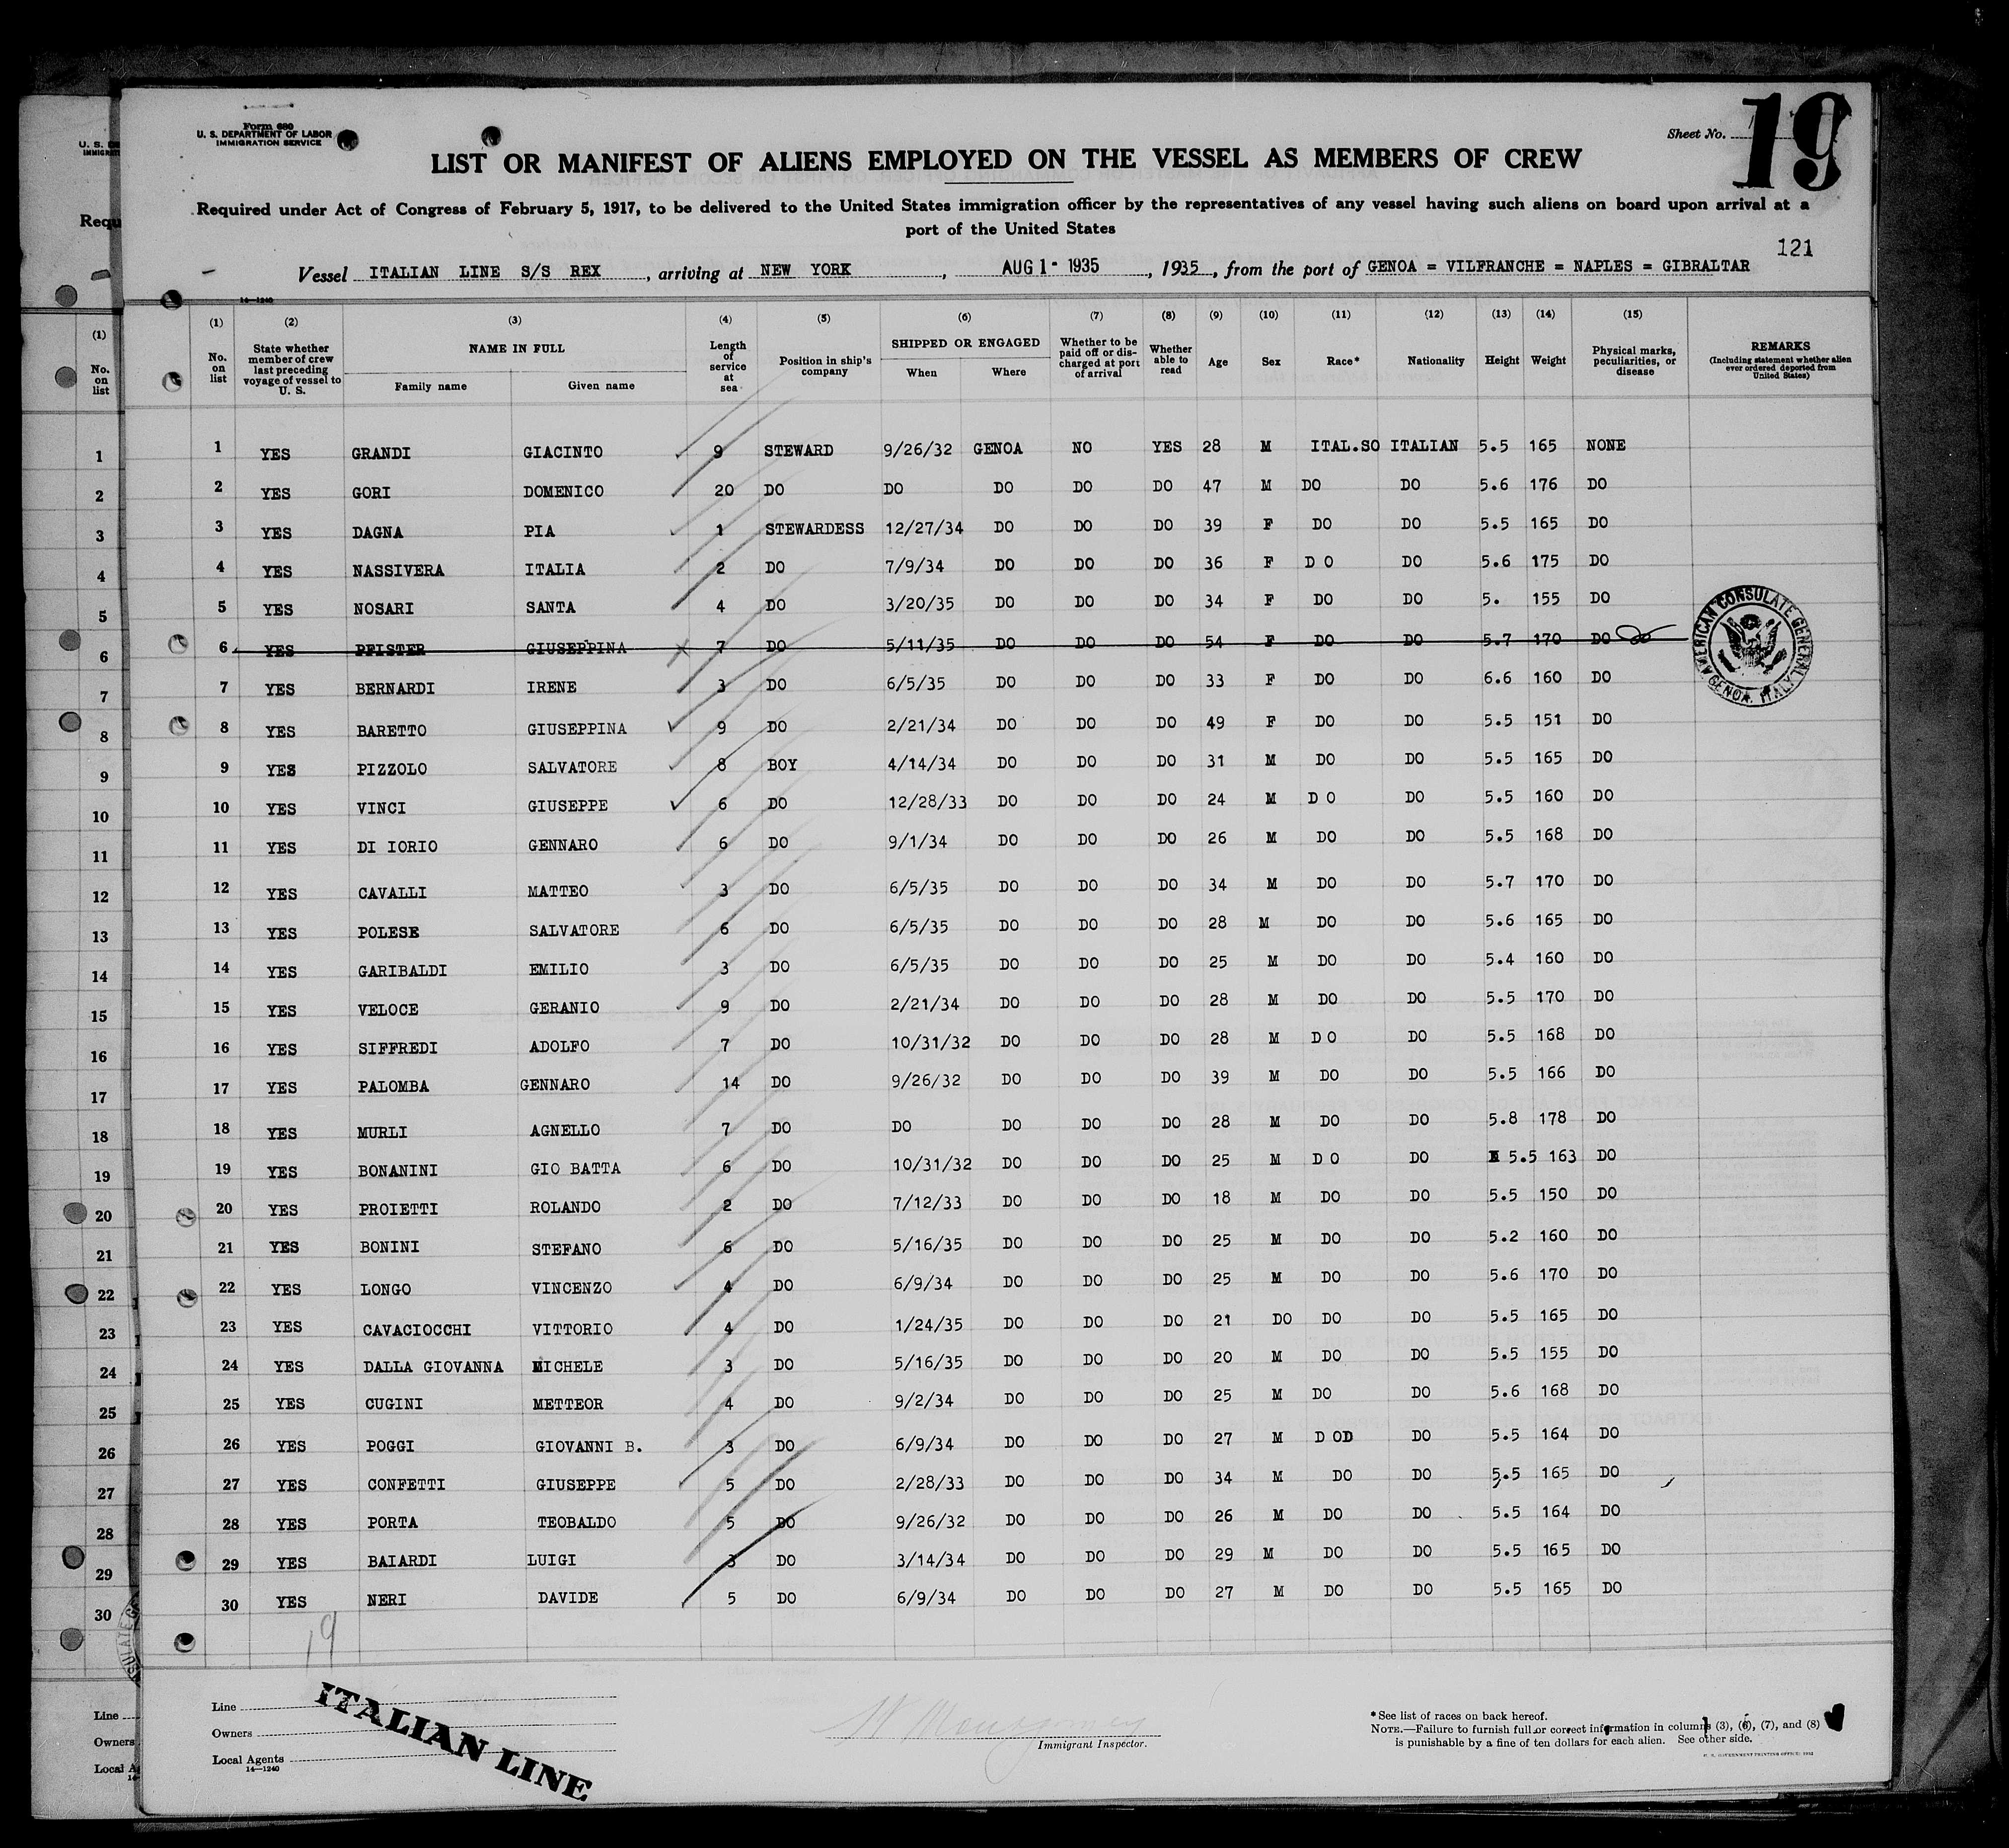 Form 680
U. S. DEPARTMENT OF LABOR
IMMIGRATION SERVICE
Sheet No.
19
LIST OR MANIFEST OF ALIENS EMPLOYED ON THE VESSEL AS MEMBERS OF CREW
Required under Act of Congress of February 5, 1917, to be delivered to the United States immigration officer by the representatives of any vessel having such aliens on board upon arrival at a
port of the United States
121
Vessel ITALIAN LINE S/S REX, arriving at NEW YORK, AUG 1- 1935, 1935, from the port of GENOA = VILFRANCHE = NAPLES = GIBRALTAR
14—1240
(1) No. on list (2) State whether member of crew last preceding voyage of vessel to U. S. (3) NAME IN FULL Family name Given name (4) Length of service at sea (5) Position in ship's company (6) SHIPPED OR ENGAGED When Where (7) Whether to be paid off or discharged at port of arrival (8) Whether able to read (9) Age (10) Sex (11) Race* (12) Nationality (13) Height (14) Weight (15) Physical marks, peculiarities, or disease REMARKS (Including statement whether alien ever ordered deported from United States)
1 YES GRANDI GIACINTO 9 STEWARD 9/26/32 GENOA NO YES 28 M ITAL.SO ITALIAN 5.5 165 NONE
2 YES GORI DOMENICO 20 DO DO DO DO DO 47 M DO DO 5.6 176 DO
3 YES DAGNA PIA 1 STEWARDESS 12/27/34 DO DO DO 39 F DO DO 5.5 165 DO
4 YES NASSIVERA ITALIA 2 DO 7/9/34 DO DO DO 36 F D O DO 5.6 175 DO
5 YES NOSARI SANTA 4 DO 3/20/35 DO DO DO 34 F DO DO 5. 155 DO
6 YES PFISTER GIUSEPPINA 7 DO 5/11/35 DO DO DO 54 F DO DO 5.7 170 DO
AMERICAN CONSULATE GENERAL GENOA, ITALY
7 YES BERNARDI IRENE 3 DO 6/5/35 DO DO DO 33 F DO DO 6.6 160 DO
8 YES BARETTO GIUSEPPINA 9 DO 2/21/34 DO DO DO 49 F DO DO 5.5 151 DO
9 YES PIZZOLO SALVATORE 8 BOY 4/14/34 DO DO DO 31 M DO DO 5.5 165 DO
10 YES VINCI GIUSEPPE 6 DO 12/28/33 DO DO DO 24 M D O DO 5.5 160 DO
11 YES DI IORIO GENNARO 6 DO 9/1/34 DO DO DO 26 M DO DO 5.5 168 DO
12 YES CAVALLI MATTEO 3 DO 6/5/35 DO DO DO 34 M DO DO 5.7 170 DO
13 YES POLESE SALVATORE 6 DO 6/5/35 DO DO DO 28 M DO DO 5.6 165 DO
14 YES GARIBALDI EMILIO 3 DO 6/5/35 DO DO DO 25 M DO DO 5.4 160 DO
15 YES VELOCE GERANIO 9 DO 2/21/34 DO DO DO 28 M DO DO 5.5 170 DO
16 YES SIFFREDI ADOLFO 7 DO 10/31/32 DO DO DO 28 M D O DO 5.5 168 DO
17 YES PALOMBA GENNARO 14 DO 9/26/32 DO DO DO 39 M DO DO 5.5 166 DO
18 YES MURLI AGNELLO 7 DO DO DO DO DO 28 M DO DO 5.8 178 DO
19 YES BONANINI GIO BATTA 6 DO 10/31/32 DO DO DO 25 M D O DO 5.5 163 DO
20 YES PROIETTI ROLANDO 2 DO 7/12/33 DO DO DO 18 M DO DO 5.5 150 DO
21 YES BONINI STEFANO 6 DO 5/16/35 DO DO DO 25 M DO DO 5.2 160 DO
22 YES LONGO VINCENZO 4 DO 6/9/34 DO DO DO 25 M DO DO 5.6 170 DO
23 YES CAVACIOCCHI VITTORIO 4 DO 1/24/35 DO DO DO 21 DO DO DO 5.5 165 DO
24 YES DALLA GIOVANNA MICHELE 3 DO 5/16/35 DO DO DO 20 M DO DO 5.5 155 DO
25 YES CUGINI METTEOR 4 DO 9/2/34 DO DO DO 25 M DO DO 5.6 168 DO
26 YES POGGI GIOVANNI B. 3 DO 6/9/34 DO DO DO 27 M D OD DO 5.5 164 DO
27 YES CONFETTI GIUSEPPE 5 DO 2/28/33 DO DO DO 34 M DO DO 5.5 165 DO
28 YES PORTA TEOBALDO 5 DO 9/26/32 DO DO DO 26 M DO DO 5.5 164 DO
29 YES BAIARDI LUIGI 3 DO 3/14/34 DO DO DO 29 M DO DO 5.5 165 DO
30 YES NERI DAVIDE 5 DO 6/9/34 DO DO DO 27 M DO DO 5.5 165 DO
19
Line
Owners
Local Agents
14—1240
ITALIAN LINE
Immigrant Inspector.
* See list of races on back hereof.
NOTE.—Failure to furnish full or correct information in columns (3), (6), (7), and (8)
is punishable by a fine of ten dollars for each alien. See other side.
U. S. GOVERNMENT PRINTING OFFICE: 1932